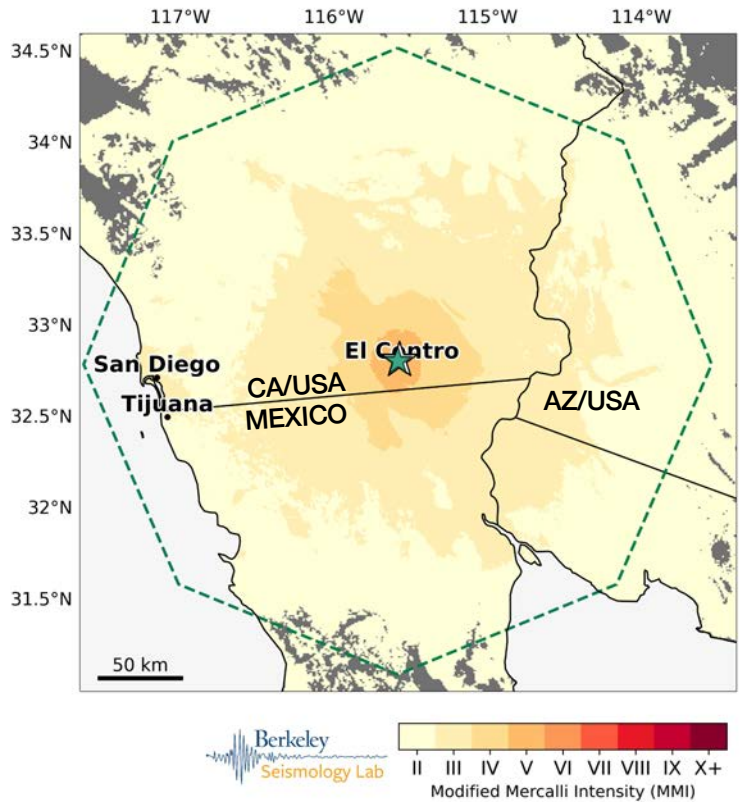 117°W 116°W 115°W 114°W
34.5°N
34°N
33.5°N
33°N
32.5°N
32°N
31.5°N
El Centro
San Diego
CA/USA
Tijuana
MEXICO
AZ/USA
50 km
Berkeley
Seismology Lab
II III IV V VI VII VIII IX X+
Modified Mercalli Intensity (MMI)